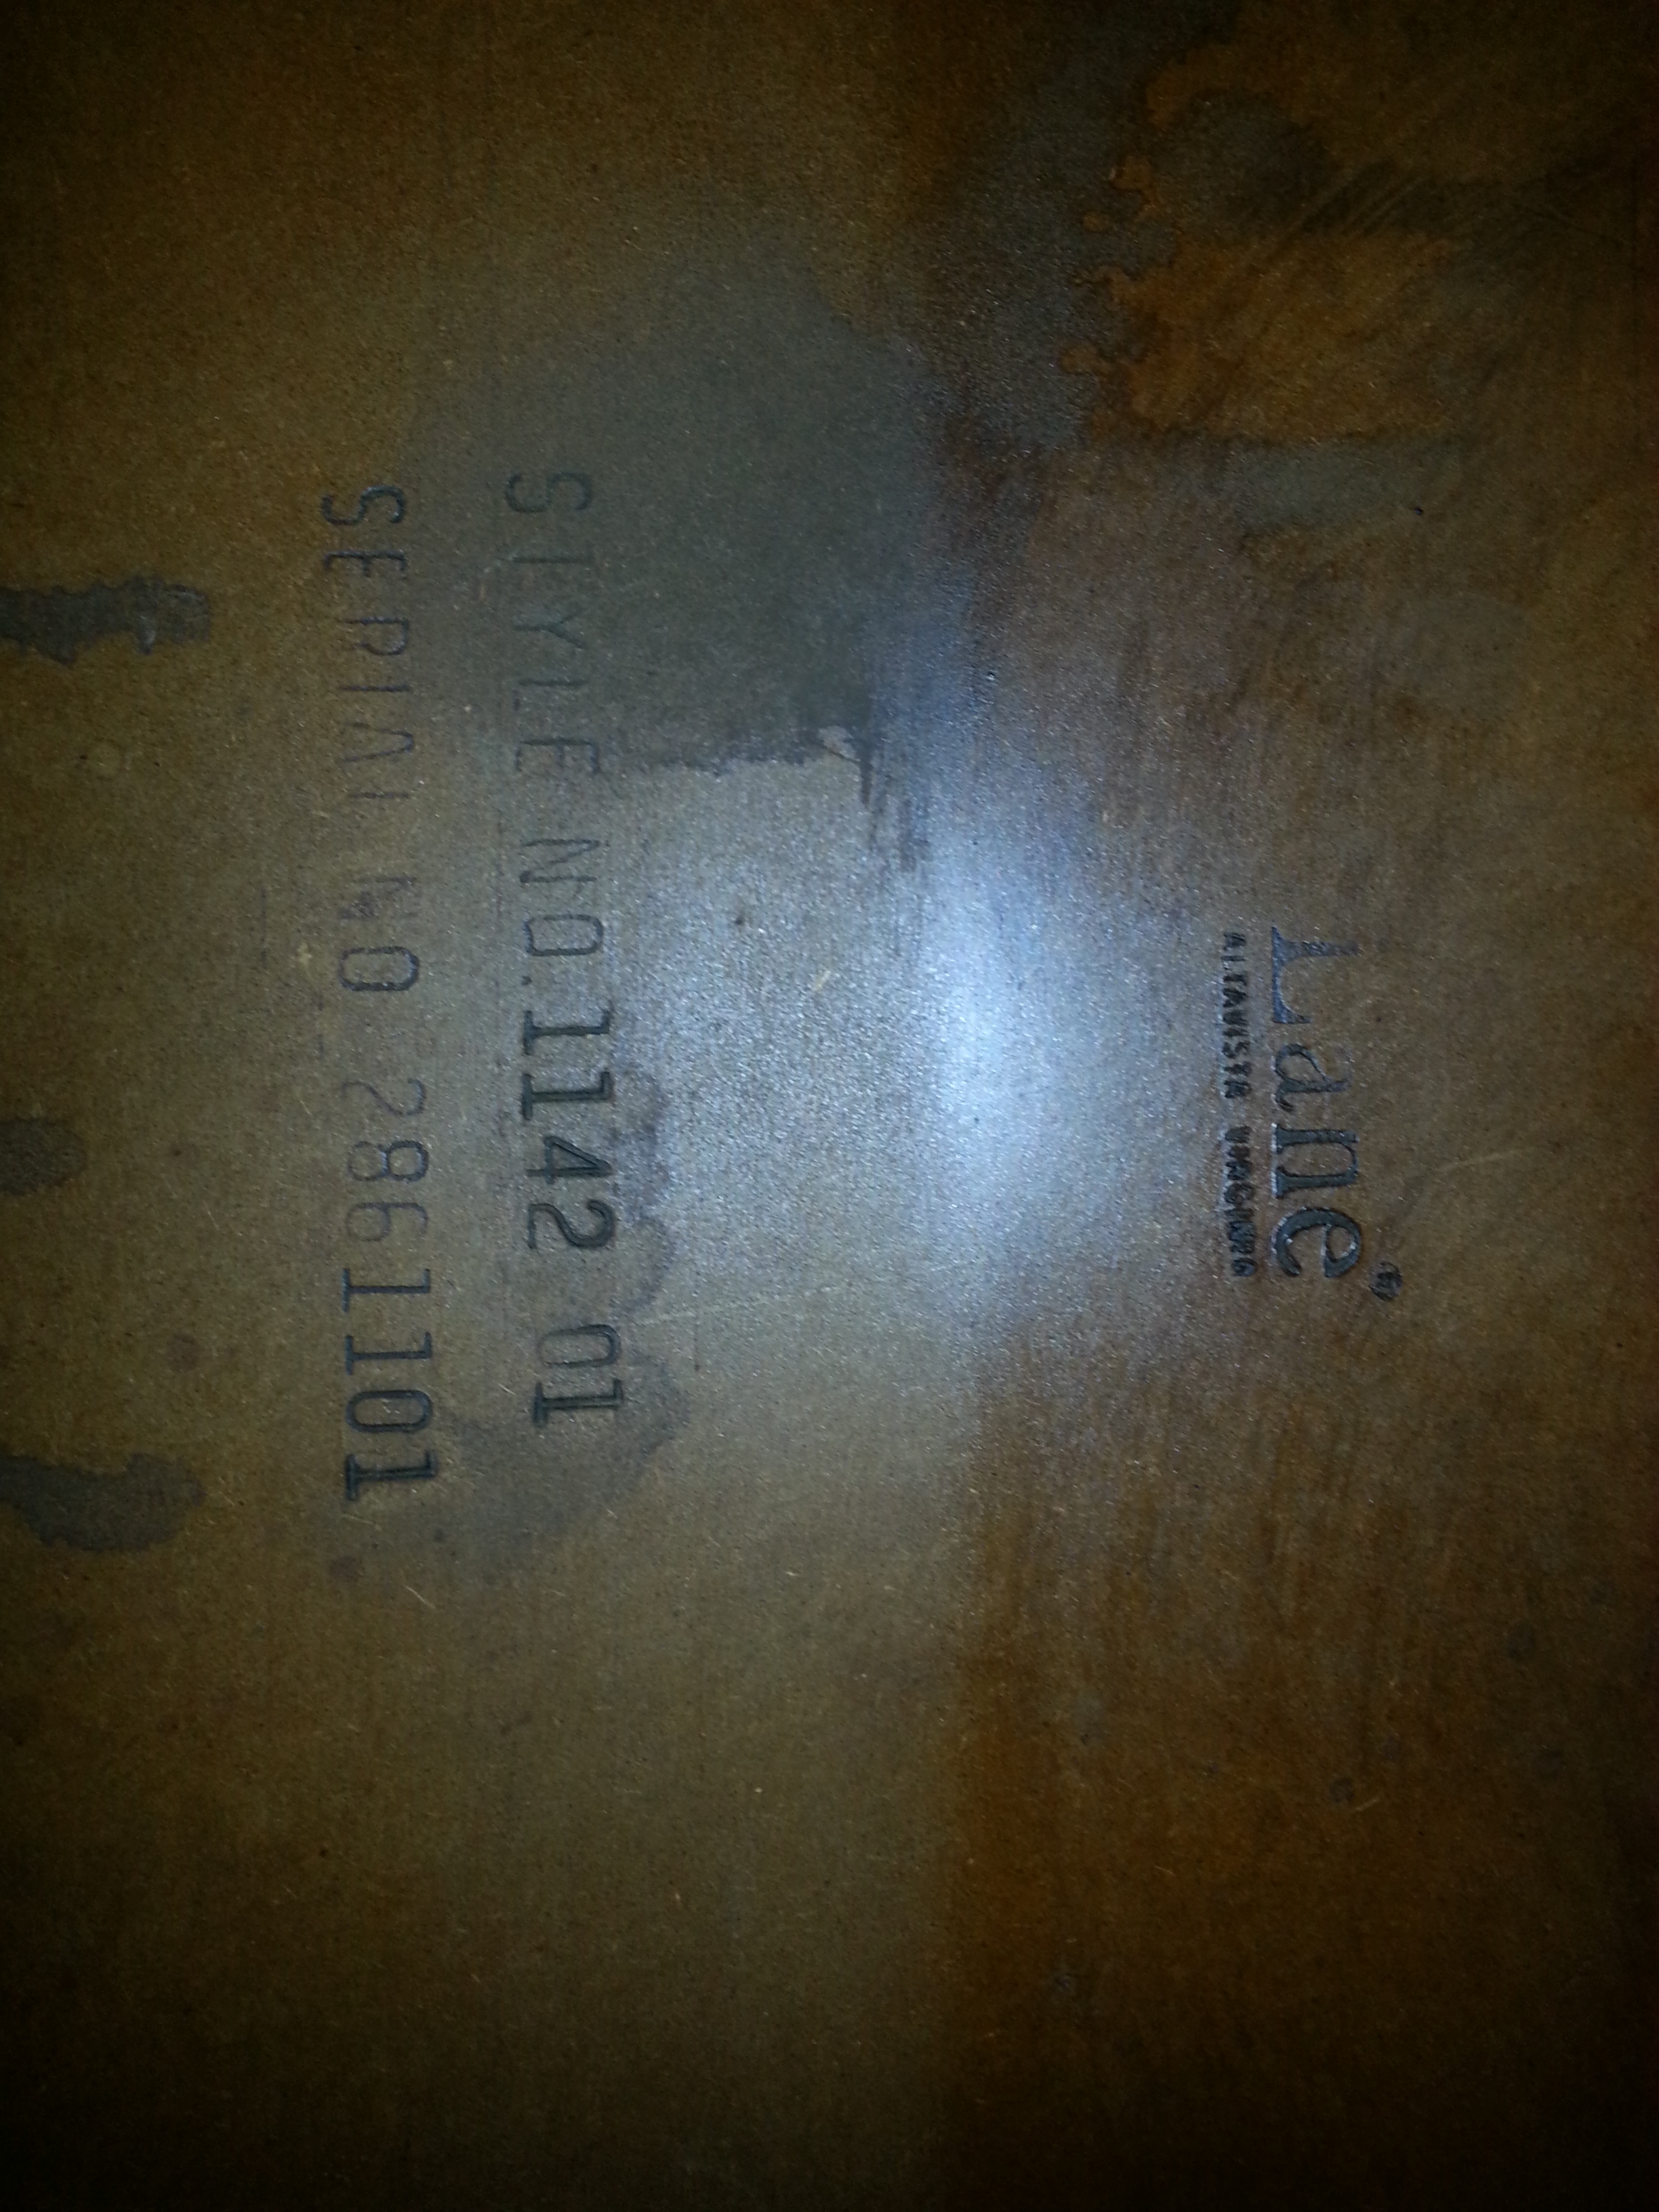 Lane®
ALTAVISTA VIRGINIA
STYLE NO. 1142 01
SERIAL NO 2861101